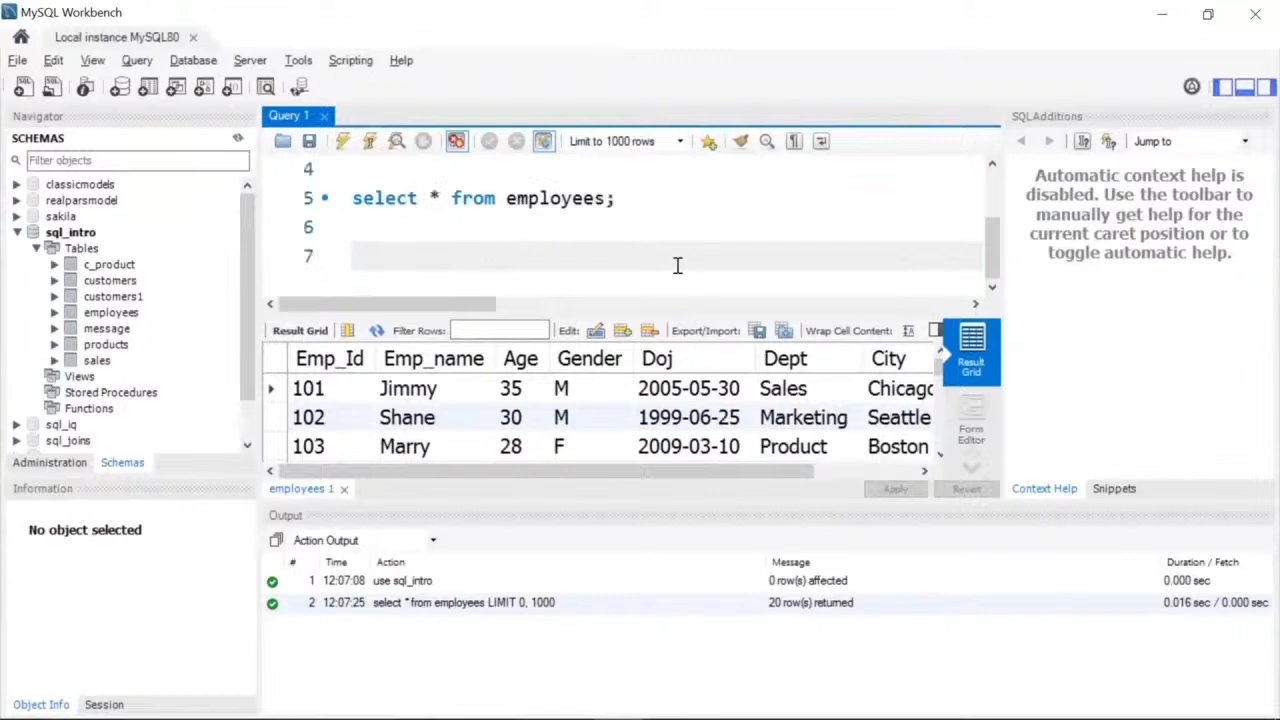 MySQL Workbench
Local instance MySQL80
File Edit View Query Database Server Tools Scripting Help
Navigator
SCHEMAS
Filter objects
classicmodels
realparsmodel
sakila
sql_intro
Tables
c_product
customers
customers1
employees
message
products
sales
Views
Stored Procedures
Functions
sql_iq
sql_joins
Administration Schemas
Information
No object selected
Object Info Session
Query 1
Limit to 1000 rows
4
5 select * from employees;
6
7
Result Grid Filter Rows: Edit: Export/Import: Wrap Cell Content:
Emp_Id Emp_name Age Gender Doj Dept City
101 Jimmy 35 M 2005-05-30 Sales Chicago
102 Shane 30 M 1999-06-25 Marketing Seattle
103 Marry 28 F 2009-03-10 Product Boston
Result
Grid
Form
Editor
employees 1
Apply Revert
Output
Action Output
# Time Action Message Duration / Fetch
1 12:07:08 use sql_intro 0 row(s) affected 0.000 sec
2 12:07:25 select * from employees LIMIT 0, 1000 20 row(s) returned 0.016 sec / 0.000 sec
SQLAdditions
Jump to
Automatic context help is
disabled. Use the toolbar to
manually get help for the
current caret position or to
toggle automatic help.
Context Help Snippets